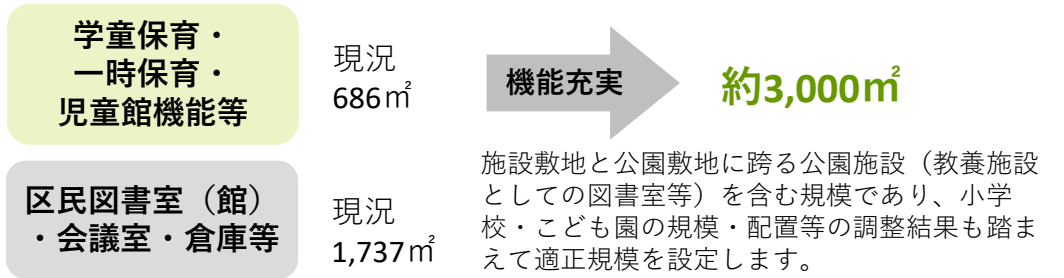 学童保育・
一時保育・
児童館機能等
現況
686㎡
機能充実
約3,000㎡
区民図書室（館）
・会議室・倉庫等
現況
1,737㎡
施設敷地と公園敷地に跨る公園施設（教養施設
としての図書室等）を含む規模であり、小学
校・こども園の規模・配置等の調整結果も踏ま
えて適正規模を設定します。